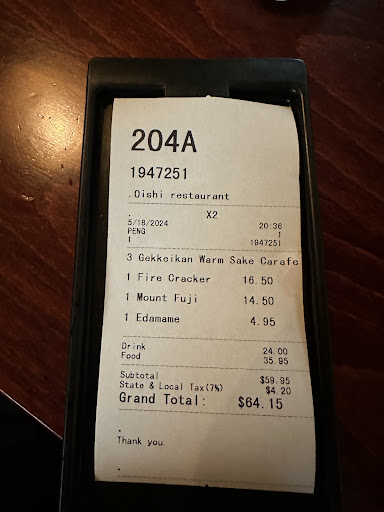 204A
1947251
.Oishi restaurant
. X2
5/18/2024 20:36
PENG 1
1 1947251
3 Gekkeikan Warm Sake Carafe
1 Fire Cracker 16.50
1 Mount Fuji 14.50
1 Edamame 4.95
Drink 24.00
Food 35.95
Subtotal $59.95
State & Local Tax(7%) $4.20
Grand Total: $64.15
.
Thank you.
.